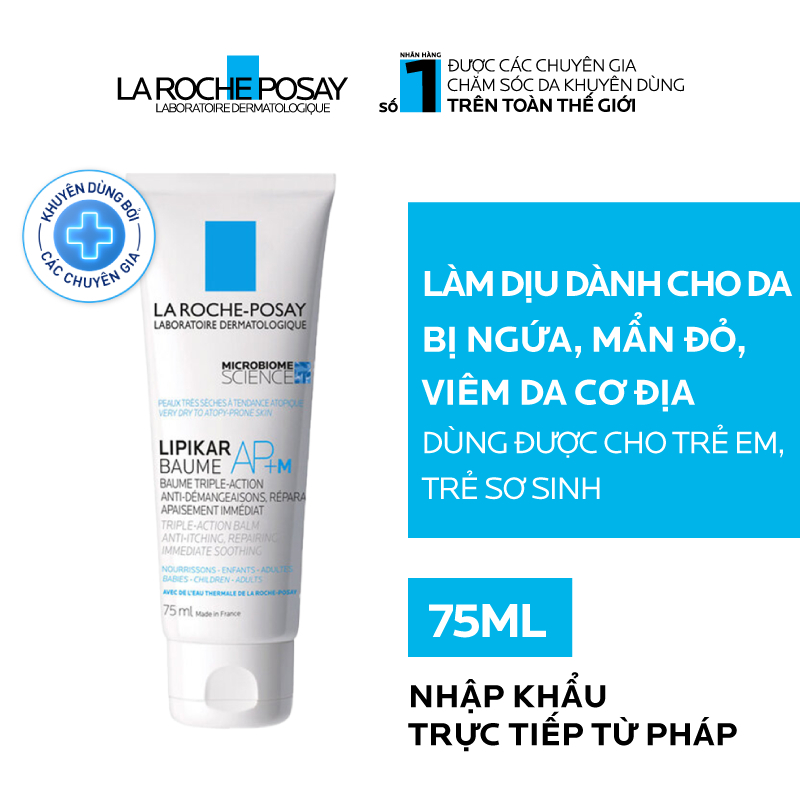 LA ROCHE POSAY
LABORATOIRE DERMATOLOGIQUE
NHÃN HÀNG
số 1
ĐƯỢC CÁC CHUYÊN GIA
CHĂM SÓC DA KHUYÊN DÙNG
TRÊN TOÀN THẾ GIỚI
KHUYÊN DÙNG BỞI
CÁC CHUYÊN GIA
LA ROCHE-POSAY
LABORATOIRE DERMATOLOGIQUE
MICROBIOME
SCIENCE
PEAUX TRÈS SÈCHES À TENDANCE ATOPIQUE
VERY DRY TO ATOPY-PRONE SKIN
LIPIKAR
BAUME AP+M
BAUME TRIPLE-ACTION
ANTI-DÉMANGEAISONS, RÉPARA
APAISEMENT IMMÉDIAT
TRIPLE-ACTION BALM
ANTI-ITCHING, REPAIRING,
IMMEDIATE SOOTHING
NOURRISSONS - ENFANTS - ADULTES
BABIES - CHILDREN - ADULTS
AVEC DE L'EAU THERMALE DE LA ROCHE-POSAY
75 ml Made in France
LÀM DỊU DÀNH CHO DA
BỊ NGỨA, MẨN ĐỎ,
VIÊM DA CƠ ĐỊA
DÙNG ĐƯỢC CHO TRẺ EM,
TRẺ SƠ SINH
75ML
NHẬP KHẨU
TRỰC TIẾP TỪ PHÁP